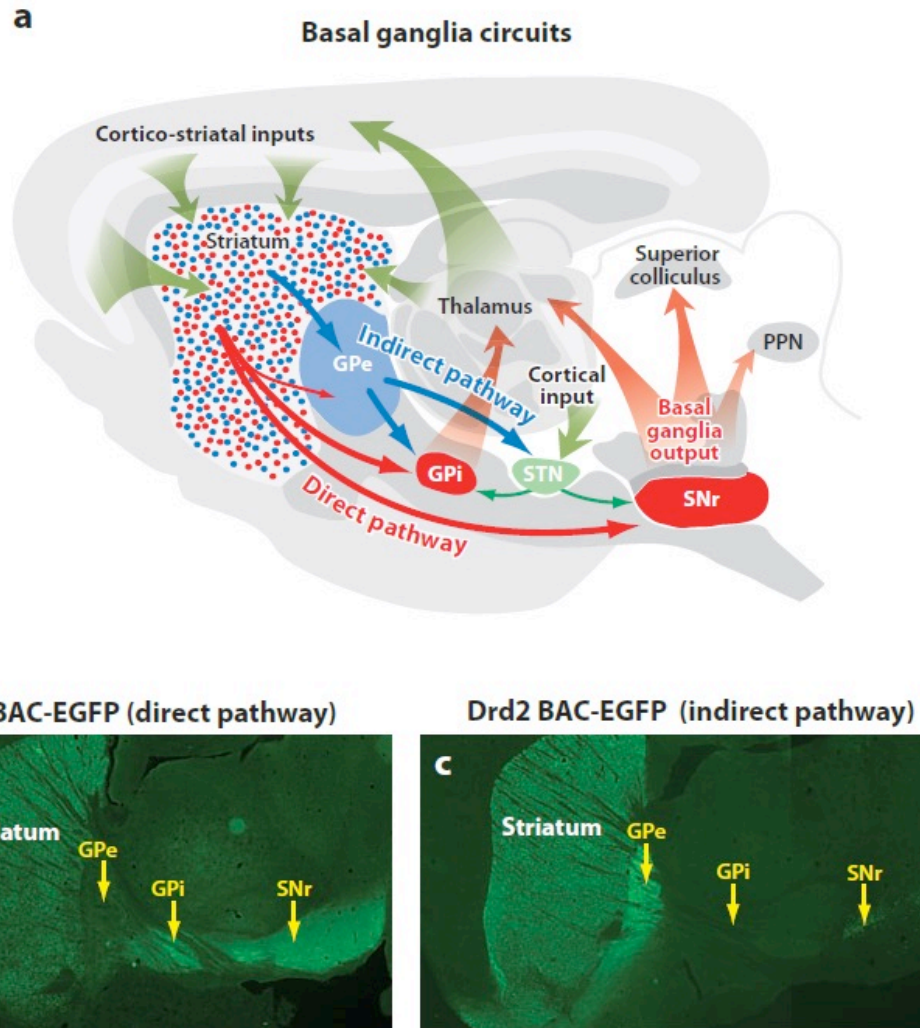 a
Basal ganglia circuits
Cortico-striatal inputs
Striatum
Superior
colliculus
Thalamus
PPN
GPe
Indirect pathway
Cortical
input
Basal
ganglia
output
GPi
STN
SNr
Direct pathway
BAC-EGFP (direct pathway)
Drd2 BAC-EGFP (indirect pathway)
atum
GPe
GPi
SNr
c
Striatum
GPe
GPi
SNr